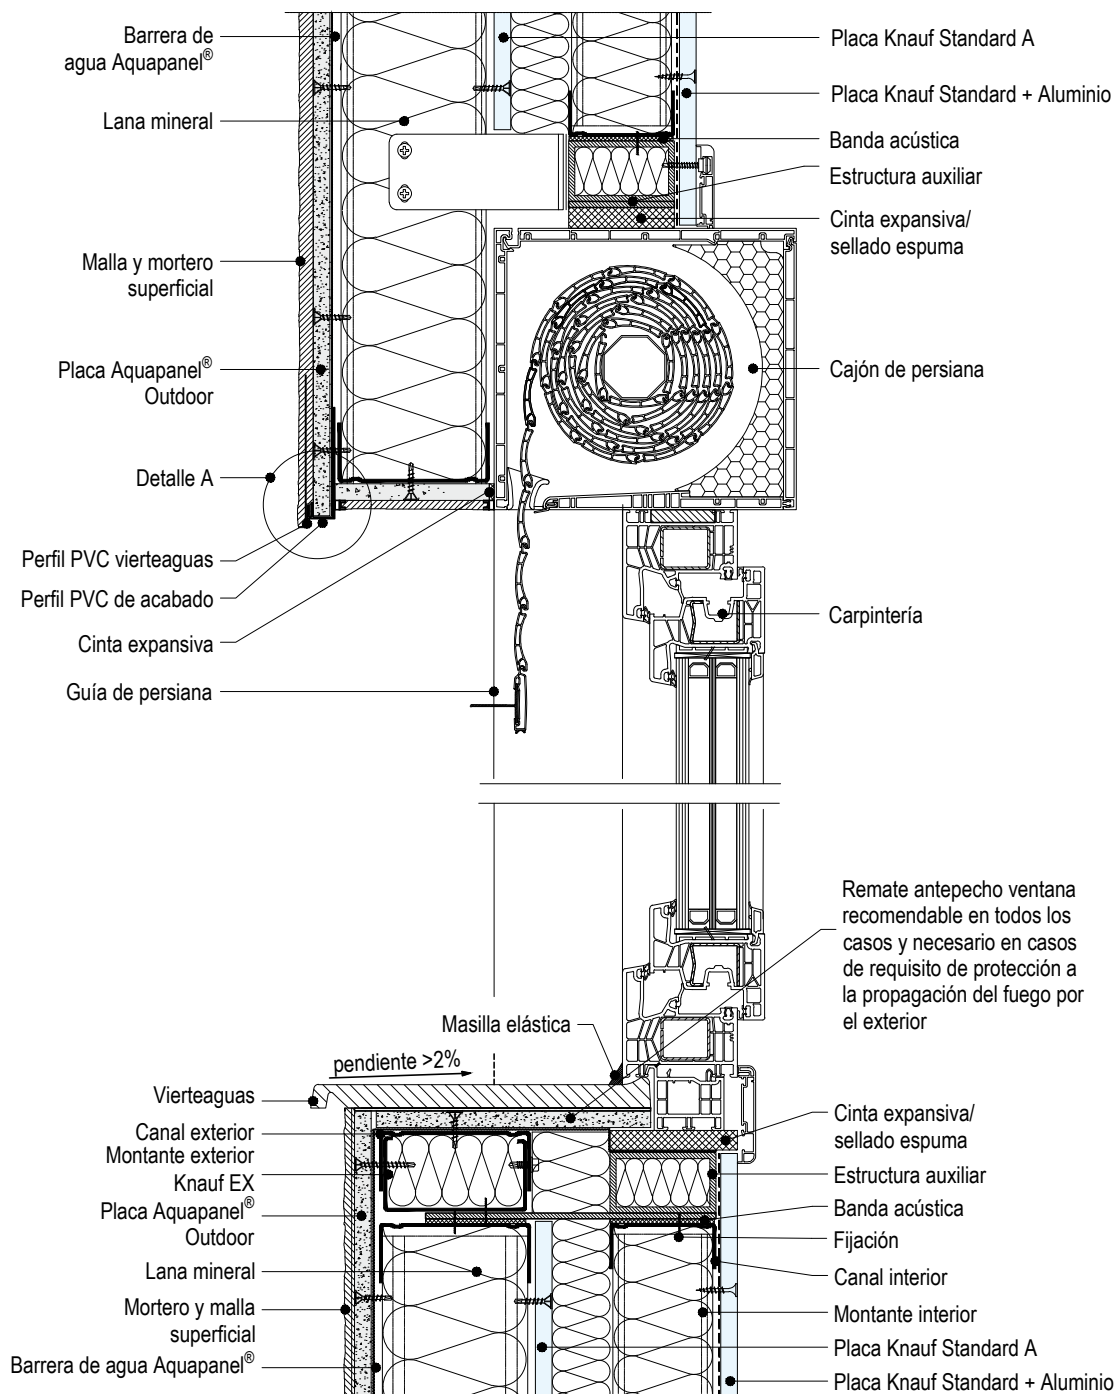 Barrera de
agua Aquapanel®
Lana mineral
Malla y mortero
superficial
Placa Aquapanel®
Outdoor
Detalle A
Perfil PVC vierteaguas
Perfil PVC de acabado
Cinta expansiva
Guía de persiana
Placa Knauf Standard A
Placa Knauf Standard + Aluminio
Banda acústica
Estructura auxiliar
Cinta expansiva/
sellado espuma
Cajón de persiana
Carpintería
Remate antepecho ventana
recomendable en todos los
casos y necesario en casos
de requisito de protección a
la propagación del fuego por
el exterior
Masilla elástica
pendiente >2%
Vierteaguas
Canal exterior
Montante exterior
Knauf EX
Placa Aquapanel®
Outdoor
Lana mineral
Mortero y malla
superficial
Barrera de agua Aquapanel®
Cinta expansiva/
sellado espuma
Estructura auxiliar
Banda acústica
Fijación
Canal interior
Montante interior
Placa Knauf Standard A
Placa Knauf Standard + Aluminio